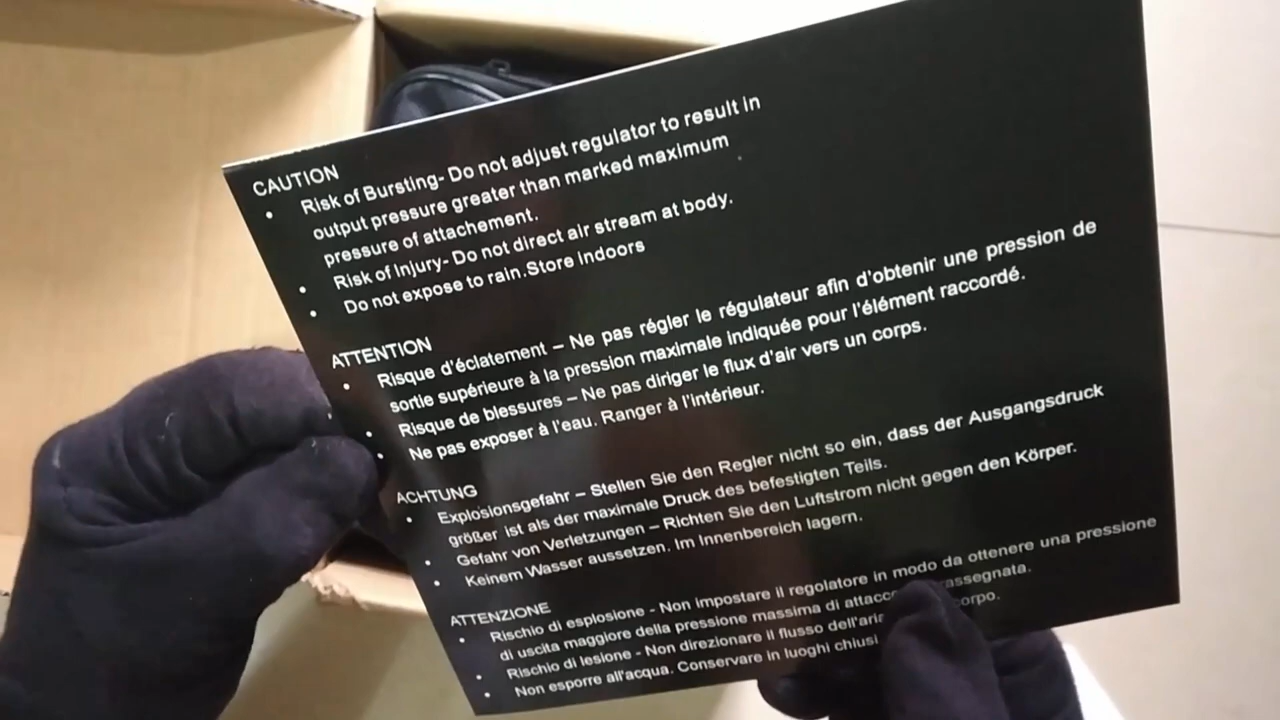 CAUTION
• Risk of Bursting- Do not adjust regulator to result in
output pressure greater than marked maximum
pressure of attachement.
• Risk of Injury- Do not direct air stream at body.
• Do not expose to rain.Store indoors
ATTENTION
• Risque d'éclatement – Ne pas régler le régulateur afin d'obtenir une pression de
sortie supérieure à la pression maximale indiquée pour l'élément raccordé.
• Risque de blessures – Ne pas diriger le flux d'air vers un corps.
• Ne pas exposer à l'eau. Ranger à l'intérieur.
ACHTUNG
• Explosionsgefahr – Stellen Sie den Regler nicht so ein, dass der Ausgangsdruck
größer ist als der maximale Druck des befestigten Teils.
• Gefahr von Verletzungen – Richten Sie den Luftstrom nicht gegen den Körper.
• Keinem Wasser aussetzen. Im Innenbereich lagern.
ATTENZIONE
• Rischio di esplosione - Non impostare il regolatore in modo da ottenere una pressione
di uscita maggiore della pressione massima di
• Rischio di lesione - Non direzionare il flusso dell'aria
• Non esporre all'acqua. Conservare in luoghi chiusi